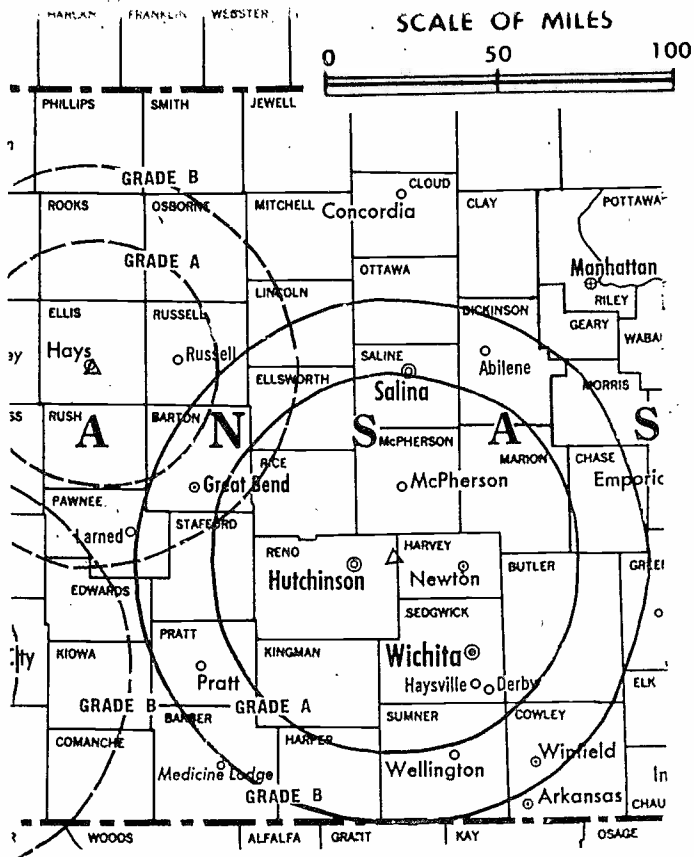 HARLAN FRANKLIN WEBSTER
SCALE OF MILES
0 50 100
PHILLIPS SMITH JEWELL
GRADE B
CLOUD
ROOKS OSBORNE MITCHELL Concordia CLAY POTTAWA
GRADE A
OTTAWA
Manhattan
LINCOLN
RILEY
ELLIS RUSSELL DICKINSON
GEARY
WABAU
Hays Russell SALINE Abilene
ELLSWORTH Salina MORRIS
RUSH BARTON
A N S A S
McPHERSON
RICE MARION CHASE
Great Bend McPherson Emporia
PAWNEE
STAFFORD
Larned
RENO HARVEY
Hutchinson Newton BUTLER GREE
EDWARDS
SEDGWICK
PRATT
KIOWA KINGMAN Wichita
ity
Pratt Haysville Derby ELK
GRADE B GRADE A
BARBER SUMNER COWLEY
COMANCHE HARPER
Winfield
Medicine Lodge Wellington In
GRADE B Arkansas CHAU
WOODS ALFALFA GRANT KAY OSAGE